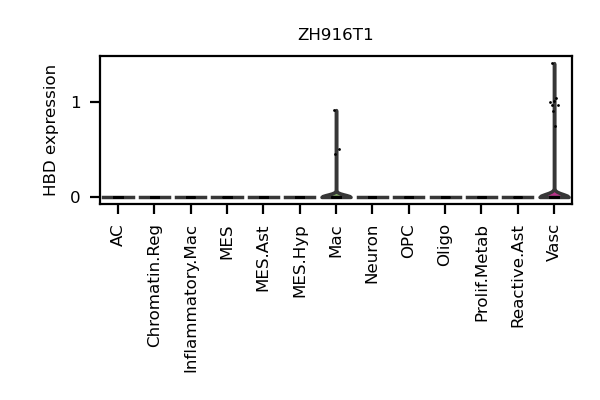 ZH916T1
HBD expression
1
0
AC
Chromatin.Reg
Inflammatory.Mac
MES
MES.Ast
MES.Hyp
Mac
Neuron
OPC
Oligo
Prolif.Metab
Reactive.Ast
Vasc